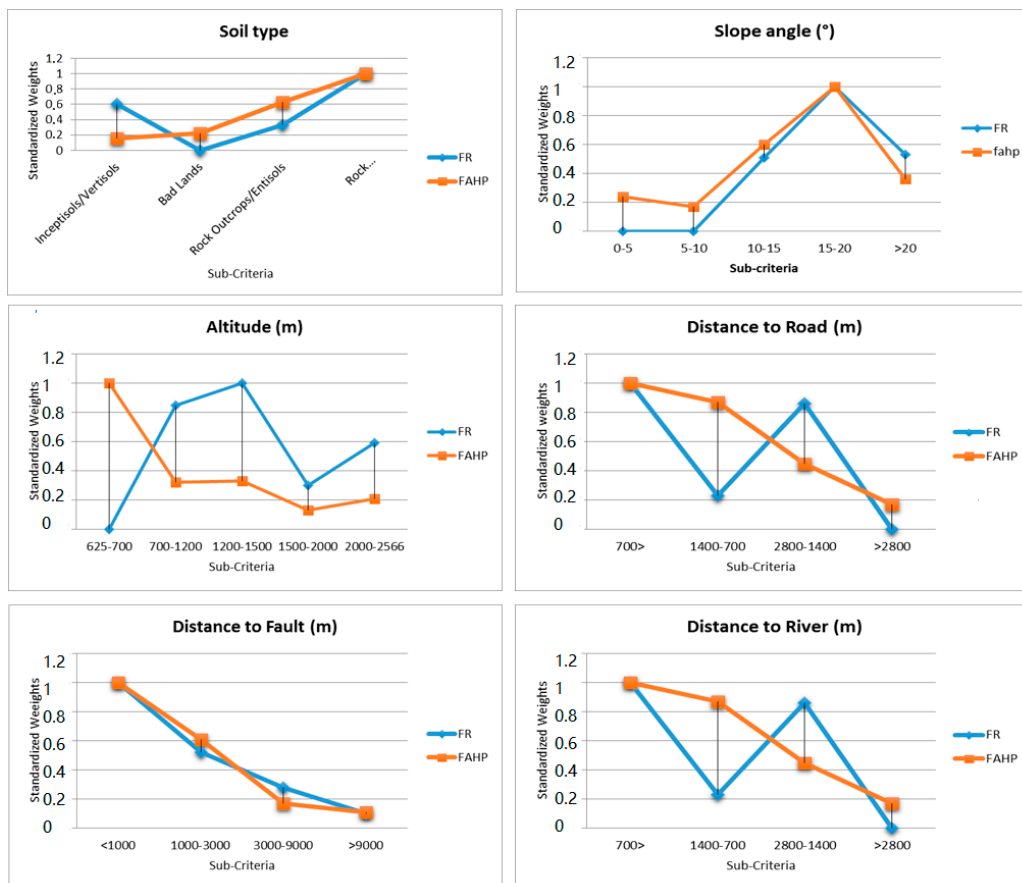 Soil type
Standardized Weights
1.2
1
0.8
0.6
0.4
0.2
0
Inceptisols/Vertisols
Bad Lands
Rock Outcrops/Entisols
Rock...
Sub-Criteria
FR
FAHP
Slope angle (°)
Standardized Weights
1.2
1
0.8
0.6
0.4
0.2
0
0-5
5-10
10-15
15-20
>20
Sub-criteria
FR
fahp
Altitude (m)
Standardized Weights
1.2
1
0.8
0.6
0.4
0.2
0
625-700
700-1200
1200-1500
1500-2000
2000-2566
Sub-Criteria
FR
FAHP
Distance to Road (m)
Standardized weights
1.2
1
0.8
0.6
0.4
0.2
0
700>
1400-700
2800-1400
>2800
Sub-Criteria
FR
FAHP
Distance to Fault (m)
Standardized Weeights
1.2
1
0.8
0.6
0.4
0.2
0
<1000
1000-3000
3000-9000
>9000
Sub-Criteria
FR
FAHP
Distance to River (m)
Standardized Weights
1.2
1
0.8
0.6
0.4
0.2
0
700>
1400-700
2800-1400
>2800
Sub-Criteria
FR
FAHP